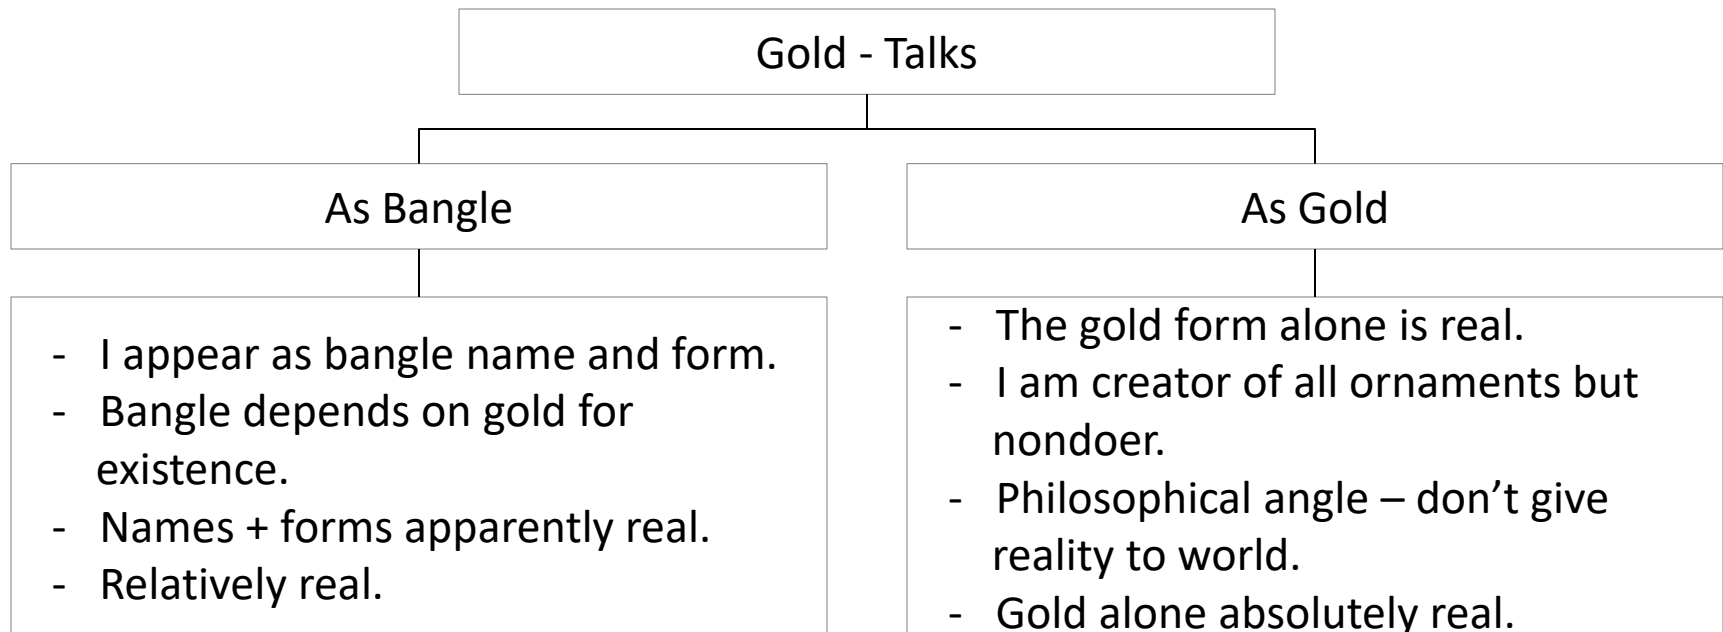 Gold - Talks
As Bangle
As Gold
- I appear as bangle name and form.
- Bangle depends on gold for
existence.
- Names + forms apparently real.
- Relatively real.
- The gold form alone is real.
- I am creator of all ornaments but
nondoer.
- Philosophical angle – don’t give
reality to world.
- Gold alone absolutely real.